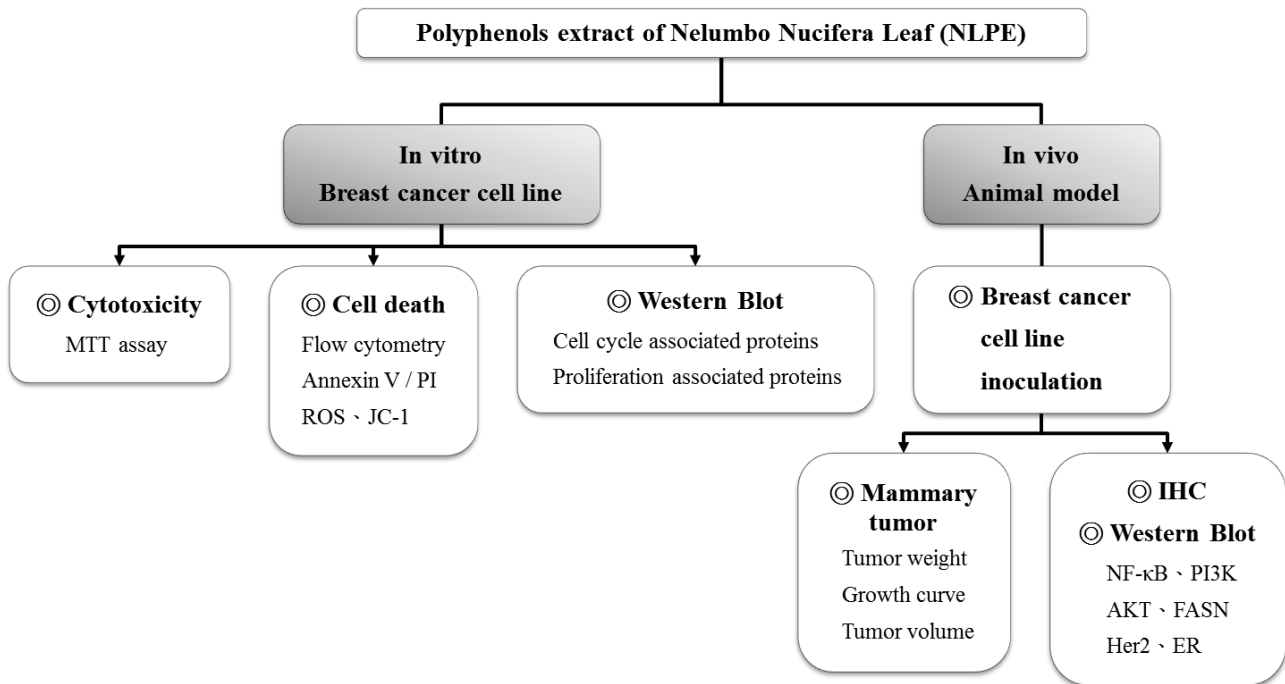 Polyphenols extract of Nelumbo Nucifera Leaf (NLPE)
In vitro
Breast cancer cell line
In vivo
Animal model
◎ Cytotoxicity
MTT assay
◎ Cell death
Flow cytometry
Annexin V / PI
ROS、JC-1
◎ Western Blot
Cell cycle associated proteins
Proliferation associated proteins
◎ Breast cancer
cell line
inoculation
◎ Mammary
tumor
Tumor weight
Growth curve
Tumor volume
◎ IHC
◎ Western Blot
NF-κB、PI3K
AKT、FASN
Her2、ER